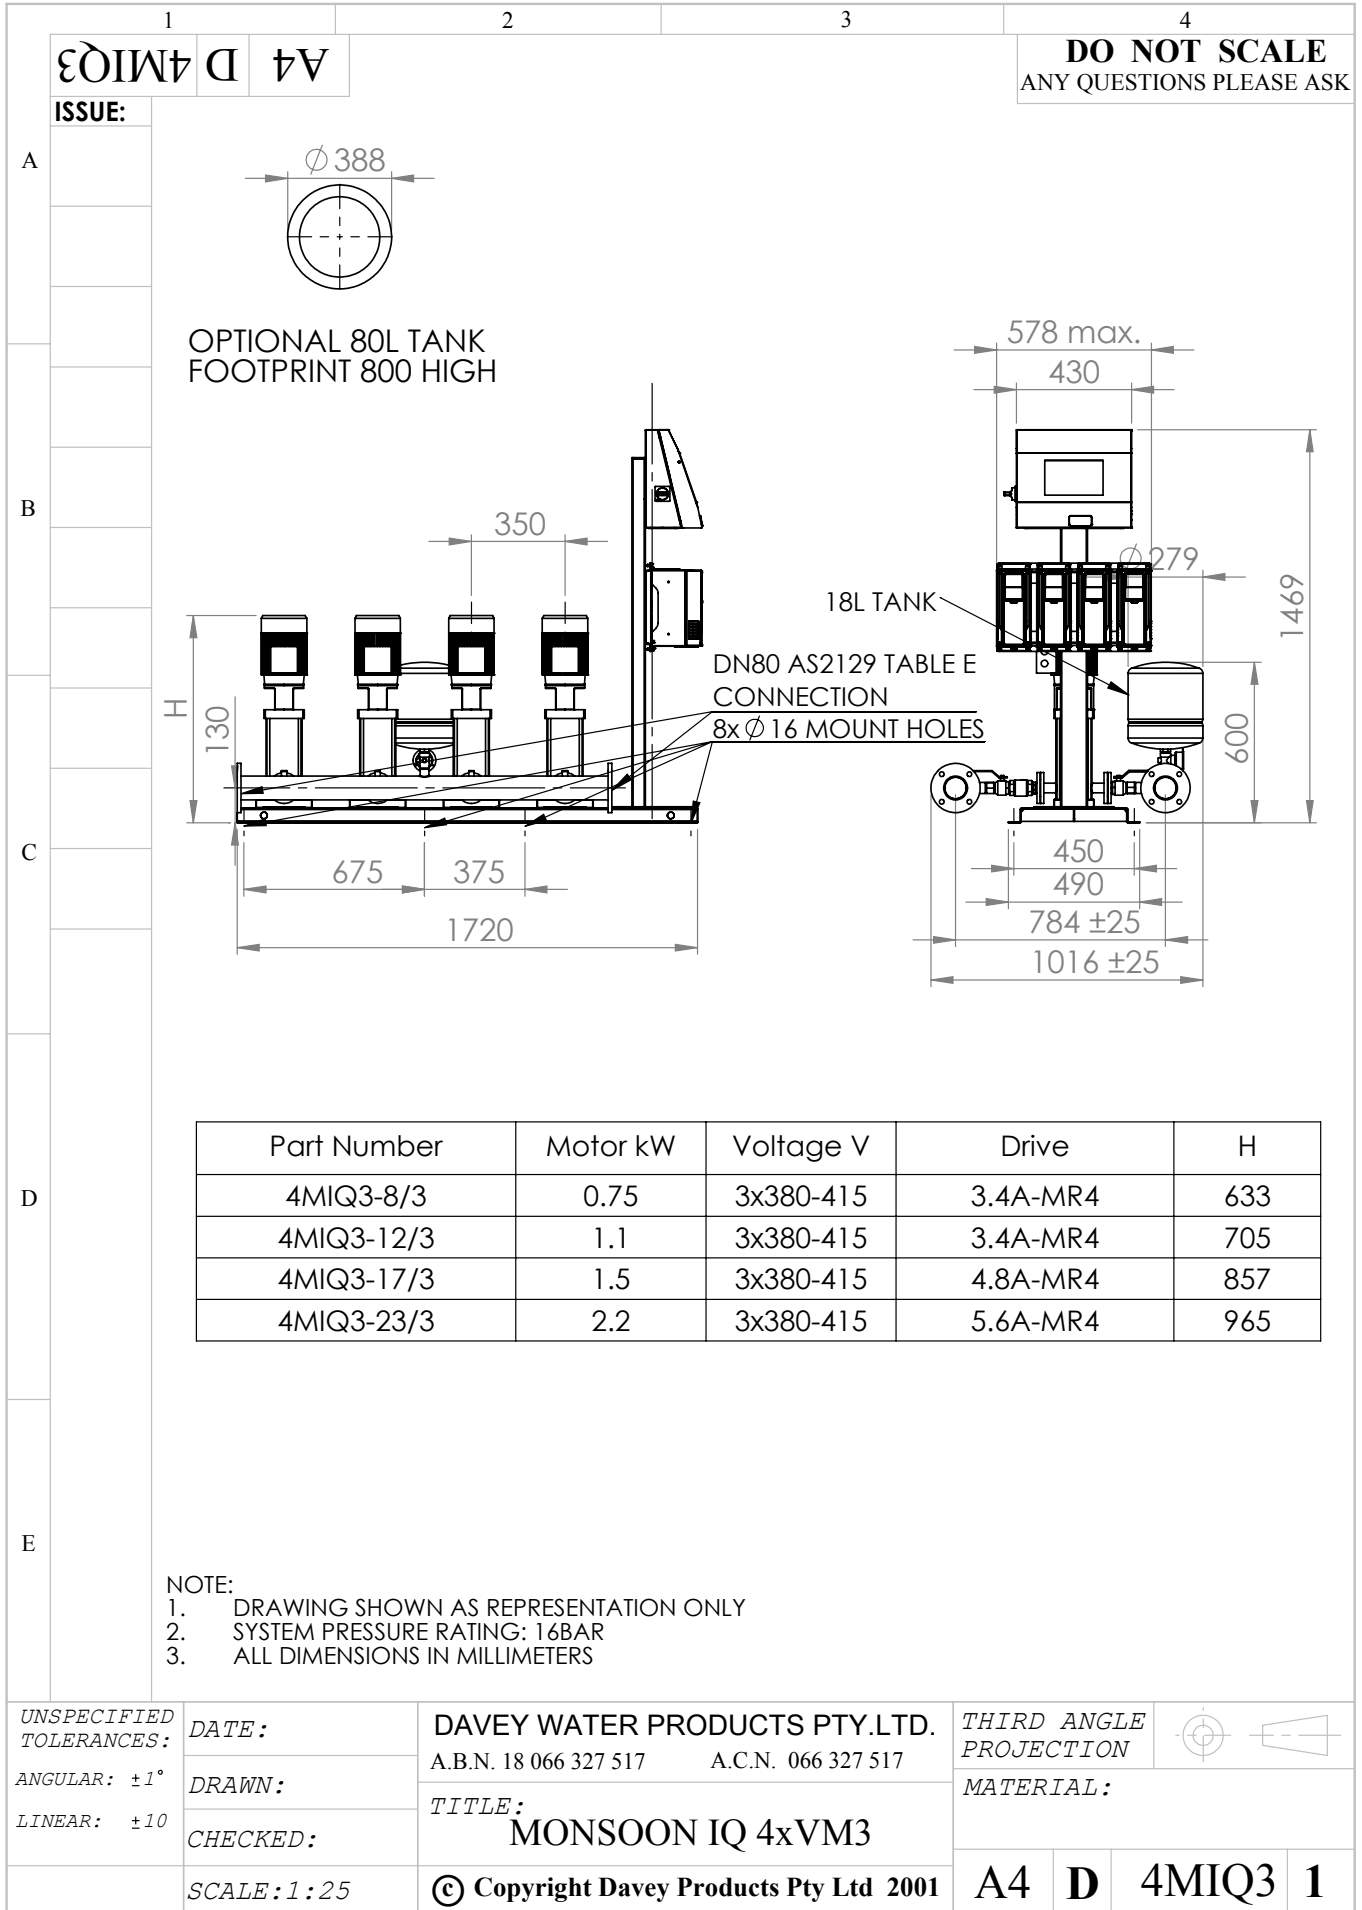 1 2 3 4
4MIQ3 D A4
DO NOT SCALE
ANY QUESTIONS PLEASE ASK
ISSUE:
A
∅ 388
OPTIONAL 80L TANK
FOOTPRINT 800 HIGH
578 max.
430
B
350
∅ 279
1469
18L TANK
DN80 AS2129 TABLE E
CONNECTION
8x ∅ 16 MOUNT HOLES
H
130
600
C
675 375
1720
450
490
784 ±25
1016 ±25
Part Number Motor kW Voltage V Drive H
D
4MIQ3-8/3 0.75 3x380-415 3.4A-MR4 633
4MIQ3-12/3 1.1 3x380-415 3.4A-MR4 705
4MIQ3-17/3 1.5 3x380-415 4.8A-MR4 857
4MIQ3-23/3 2.2 3x380-415 5.6A-MR4 965
E
NOTE:
1. DRAWING SHOWN AS REPRESENTATION ONLY
2. SYSTEM PRESSURE RATING: 16BAR
3. ALL DIMENSIONS IN MILLIMETERS
UNSPECIFIED
TOLERANCES:
ANGULAR: ±1°
LINEAR: ±10
DATE:
DRAWN:
CHECKED:
SCALE:1:25
DAVEY WATER PRODUCTS PTY.LTD.
A.B.N. 18 066 327 517 A.C.N. 066 327 517
TITLE:
MONSOON IQ 4xVM3
© Copyright Davey Products Pty Ltd 2001
THIRD ANGLE
PROJECTION
MATERIAL:
A4 D 4MIQ3 1